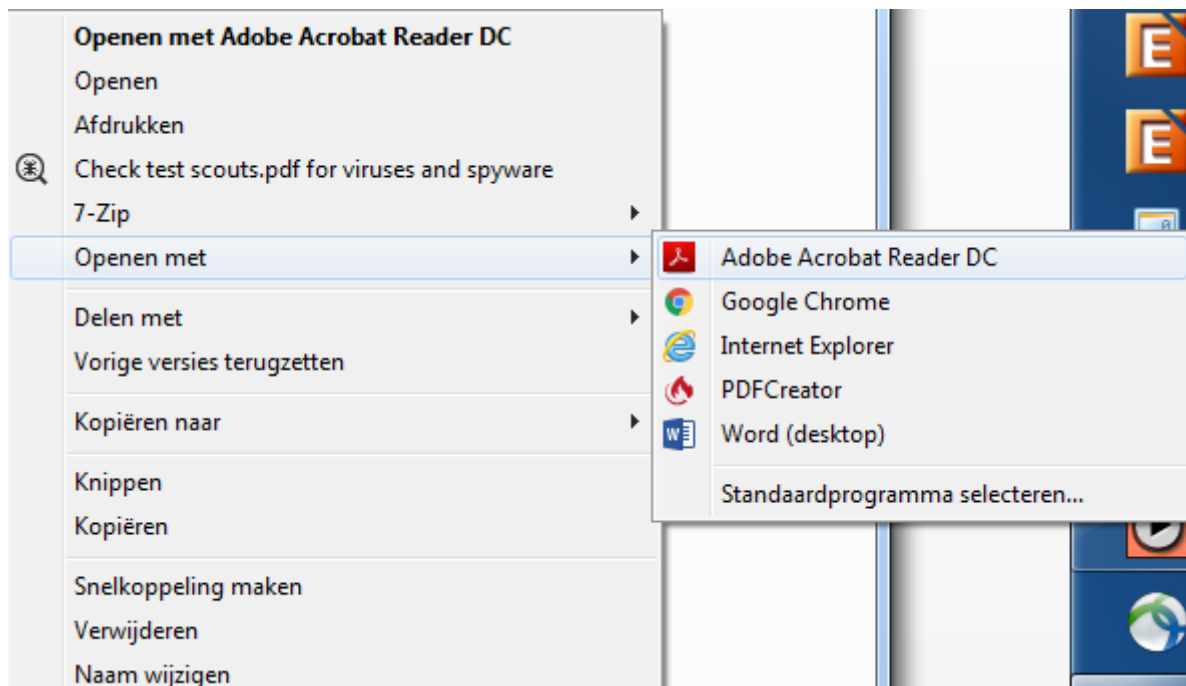 Openen met Adobe Acrobat Reader DC
Openen
Afdrukken
Check test scouts.pdf for viruses and spyware
7-Zip
Openen met
Delen met
Vorige versies terugzetten
Kopiëren naar
Knippen
Kopiëren
Snelkoppeling maken
Verwijderen
Naam wijzigen
Adobe Acrobat Reader DC
Google Chrome
Internet Explorer
PDFCreator
Word (desktop)
Standaardprogramma selecteren...